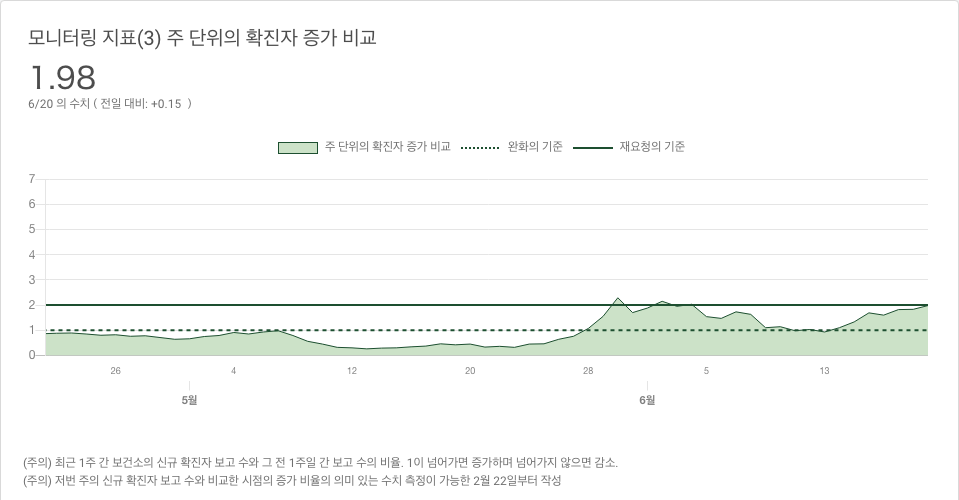 모니터링 지표(3) 주 단위의 확진자 증가 비교
1.98
6/20 의 수치 ( 전일 대비: +0.15 )
주 단위의 확진자 증가 비교 완화의 기준 재요청의 기준
7
6
5
4
3
2
1
0
26 4 12 20 28 5 13
5월 6월
(주의) 최근 1주 간 보건소의 신규 확진자 보고 수와 그 전 1주일 간 보고 수의 비율. 1이 넘어가면 증가하며 넘어가지 않으면 감소.
(주의) 저번 주의 신규 확진자 보고 수와 비교한 시점의 증가 비율의 의미 있는 수치 측정이 가능한 2월 22일부터 작성